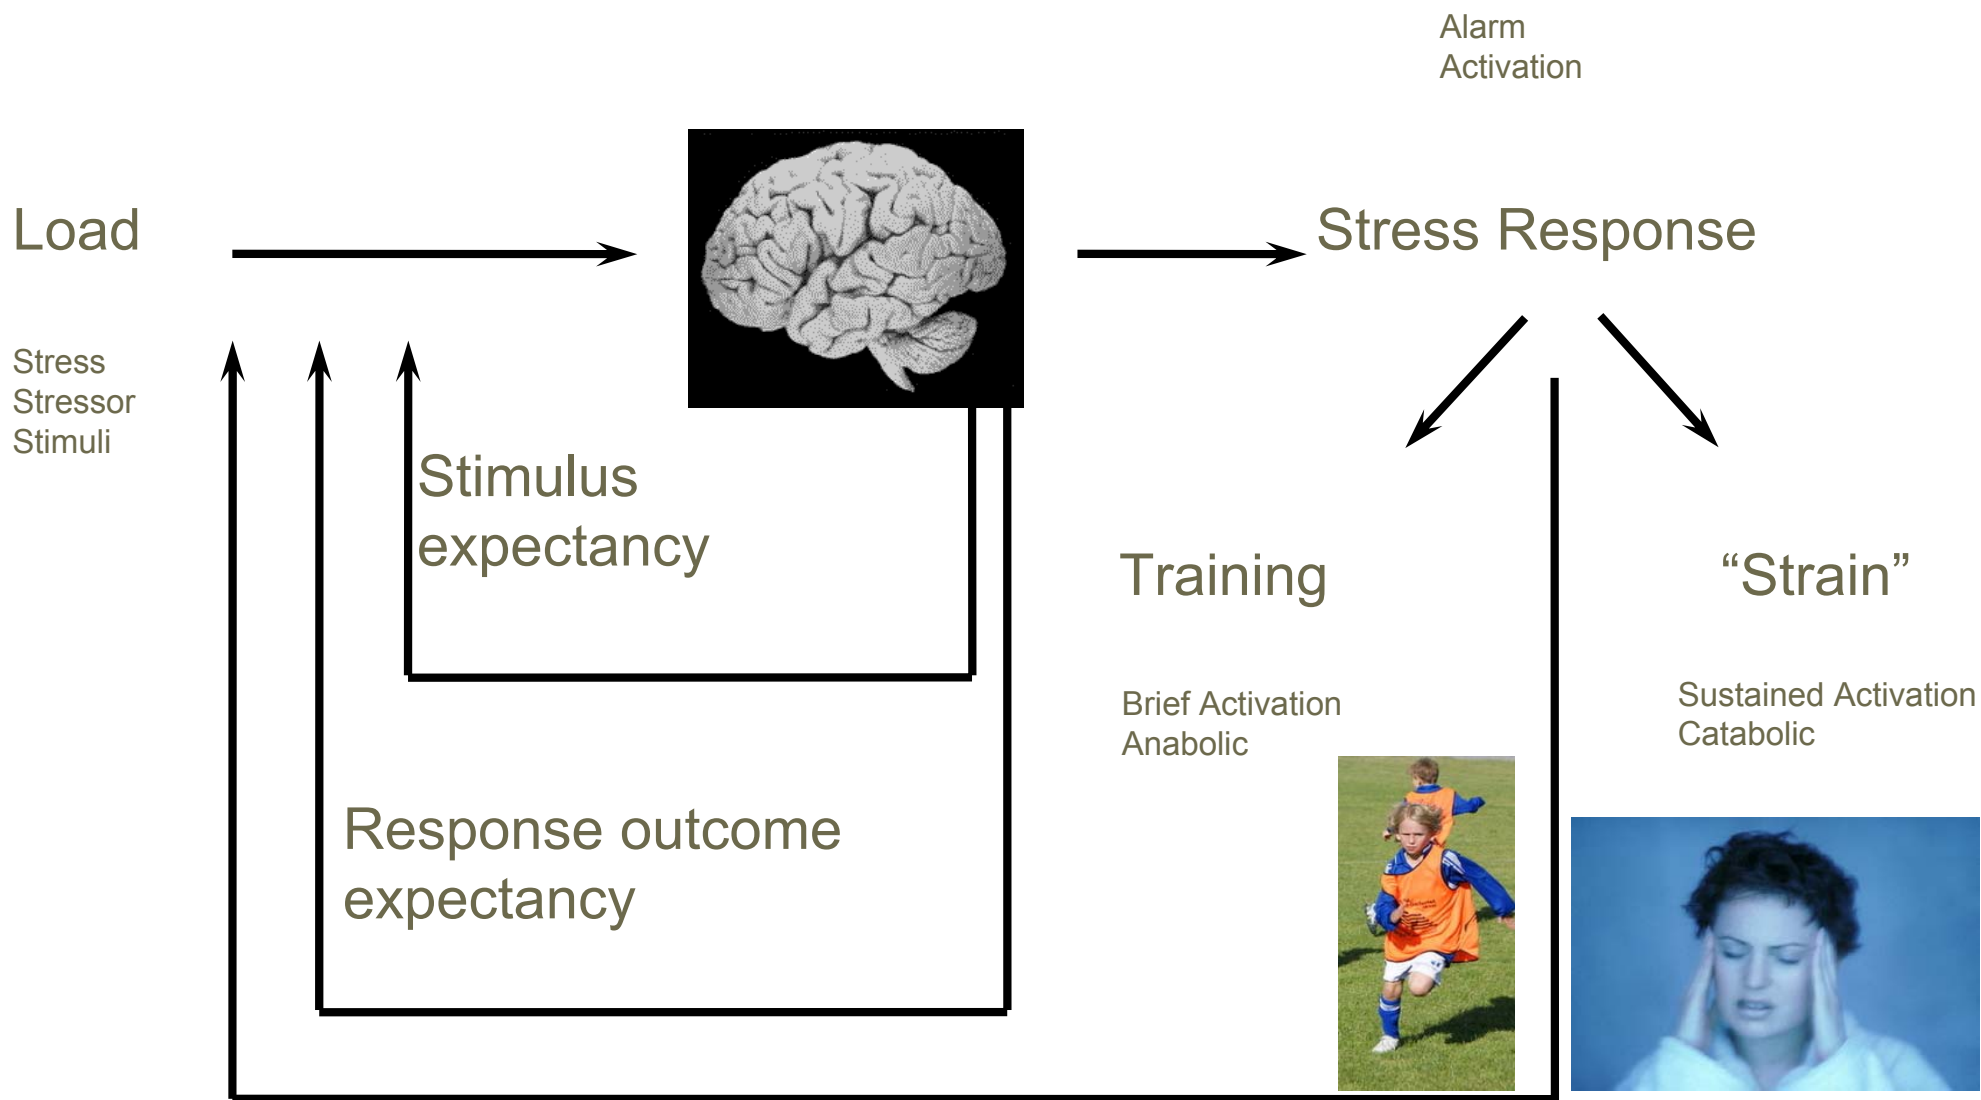 Alarm
Activation
Load
Stress Response
Stress
Stressor
Stimuli
Stimulus
expectancy
Training
“Strain”
Brief Activation
Anabolic
Sustained Activation
Catabolic
Response outcome
expectancy